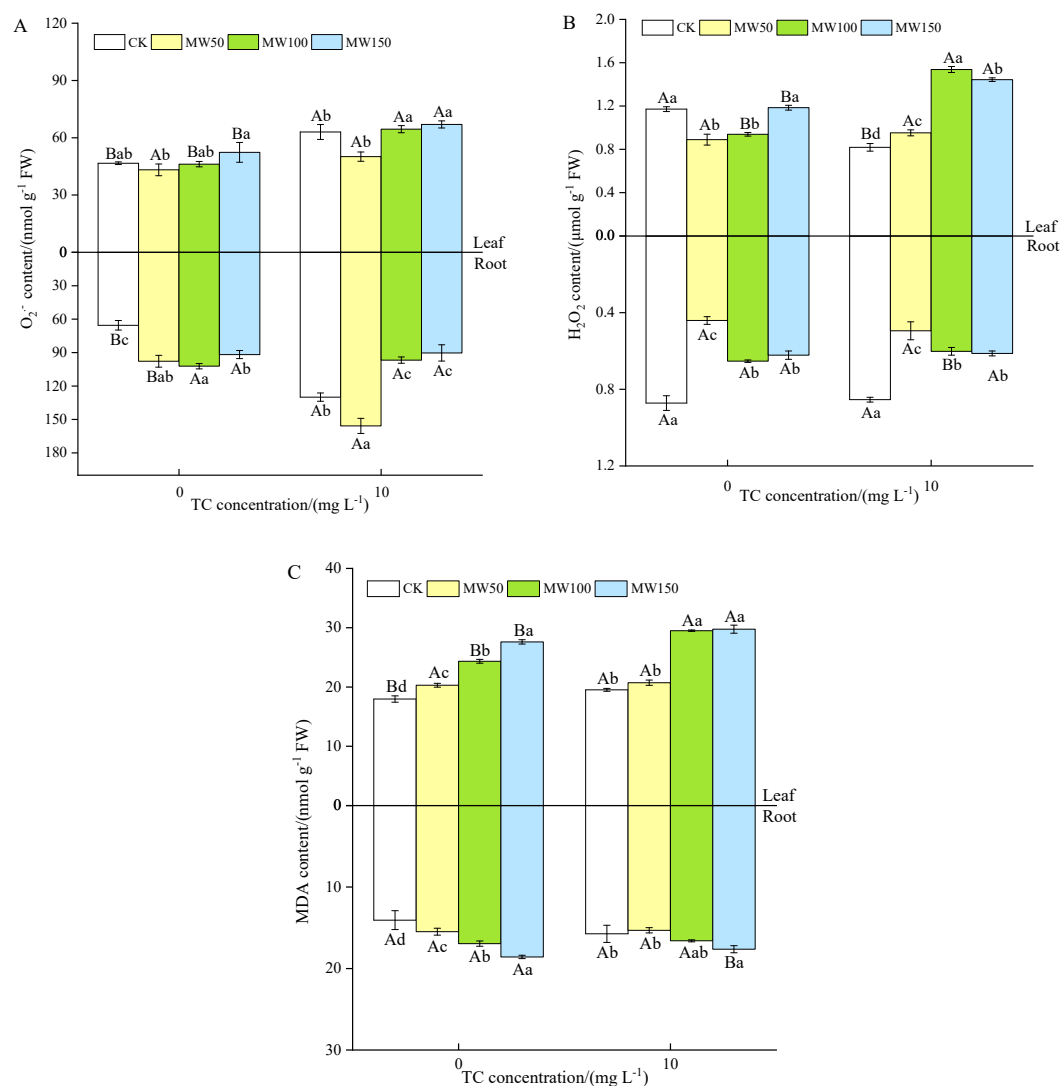 A
120
90
60
30
0
30
60
90
120
150
180
O₂·⁻ content/(nmol g⁻¹ FW)
CK MW50 MW100 MW150
Bab Ab Bab Ba Ab Ab Aa Aa
Leaf
Root
Bc Bab Aa Ab Ab Aa Ac Ac
0 10
TC concentration/(mg L⁻¹)
B
2.0
1.6
1.2
0.8
0.4
0.0
0.4
0.8
1.2
H₂O₂ content/(μmol g⁻¹ FW)
CK MW50 MW100 MW150
Aa Ab Bb Ba Bd Ac Aa Ab
Leaf
Root
Aa Ac Ab Ab Aa Ac Bb Ab
0 10
TC concentration/(mg L⁻¹)
C
40
30
20
10
0
10
20
30
MDA content/(nmol g⁻¹ FW)
CK MW50 MW100 MW150
Bd Ac Bb Ba Ab Ab Aa Aa
Leaf
Root
Ad Ac Ab Aa Ab Ab Aab Ba
0 10
TC concentration/(mg L⁻¹)